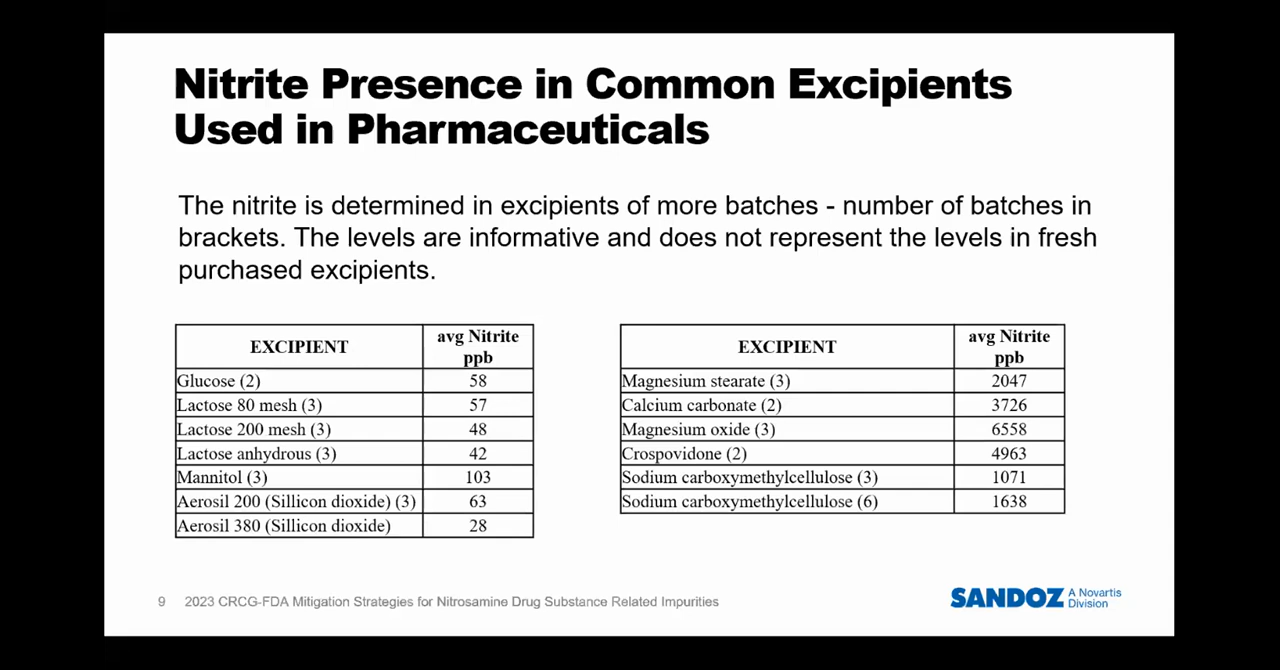 Nitrite Presence in Common Excipients
Used in Pharmaceuticals
The nitrite is determined in excipients of more batches - number of batches in
brackets. The levels are informative and does not represent the levels in fresh
purchased excipients.
EXCIPIENT avg Nitrite ppb
Glucose (2) 58
Lactose 80 mesh (3) 57
Lactose 200 mesh (3) 48
Lactose anhydrous (3) 42
Mannitol (3) 103
Aerosil 200 (Sillicon dioxide) (3) 63
Aerosil 380 (Sillicon dioxide) 28
EXCIPIENT avg Nitrite ppb
Magnesium stearate (3) 2047
Calcium carbonate (2) 3726
Magnesium oxide (3) 6558
Crospovidone (2) 4963
Sodium carboxymethylcellulose (3) 1071
Sodium carboxymethylcellulose (6) 1638
9 2023 CRCG-FDA Mitigation Strategies for Nitrosamine Drug Substance Related Impurities
SANDOZ A Novartis Division